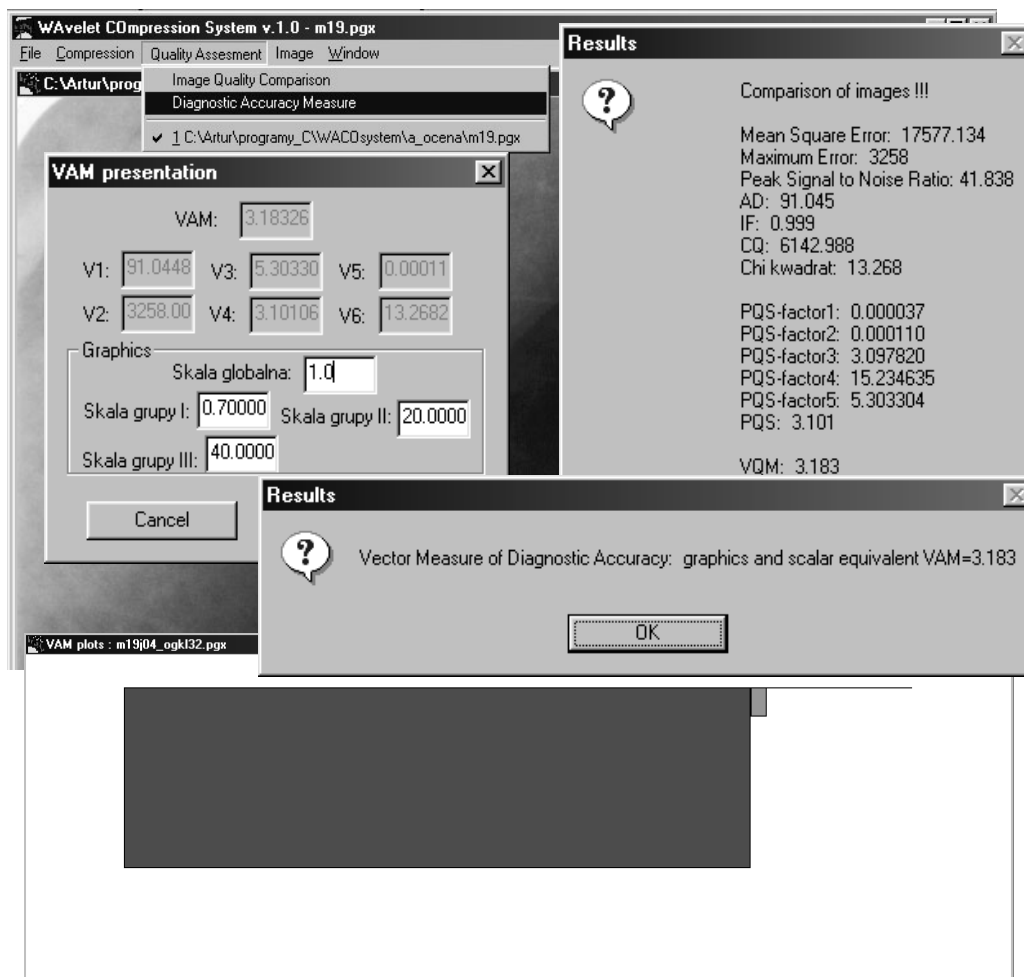 WAvelet COmpression System v.1.0 - m19.pgx
File Compression Quality Assesment Image Window
C:\Artur\prog
Image Quality Comparison
Diagnostic Accuracy Measure
1 C:\Artur\programy_C\WACOsystem\a_ocena\m19.pgx
VAM presentation
VAM: 3.18326
V1: 91.0448 V3: 5.30330 V5: 0.00011
V2: 3258.00 V4: 3.10106 V6: 13.2682
Graphics
Skala globalna: 1.0
Skala grupy I: 0.70000 Skala grupy II: 20.0000
Skala grupy III: 40.0000
Cancel
Results
Comparison of images !!!
Mean Square Error: 17577.134
Maximum Error: 3258
Peak Signal to Noise Ratio: 41.838
AD: 91.045
IF: 0.999
CQ: 6142.988
Chi kwadrat: 13.268
PQS-factor1: 0.000037
PQS-factor2: 0.000110
PQS-factor3: 3.097820
PQS-factor4: 15.234635
PQS-factor5: 5.303304
PQS: 3.101
VQM: 3.183
Results
Vector Measure of Diagnostic Accuracy: graphics and scalar equivalent VAM=3.183
OK
VAM plots : m19j04_ogkl32.pgx